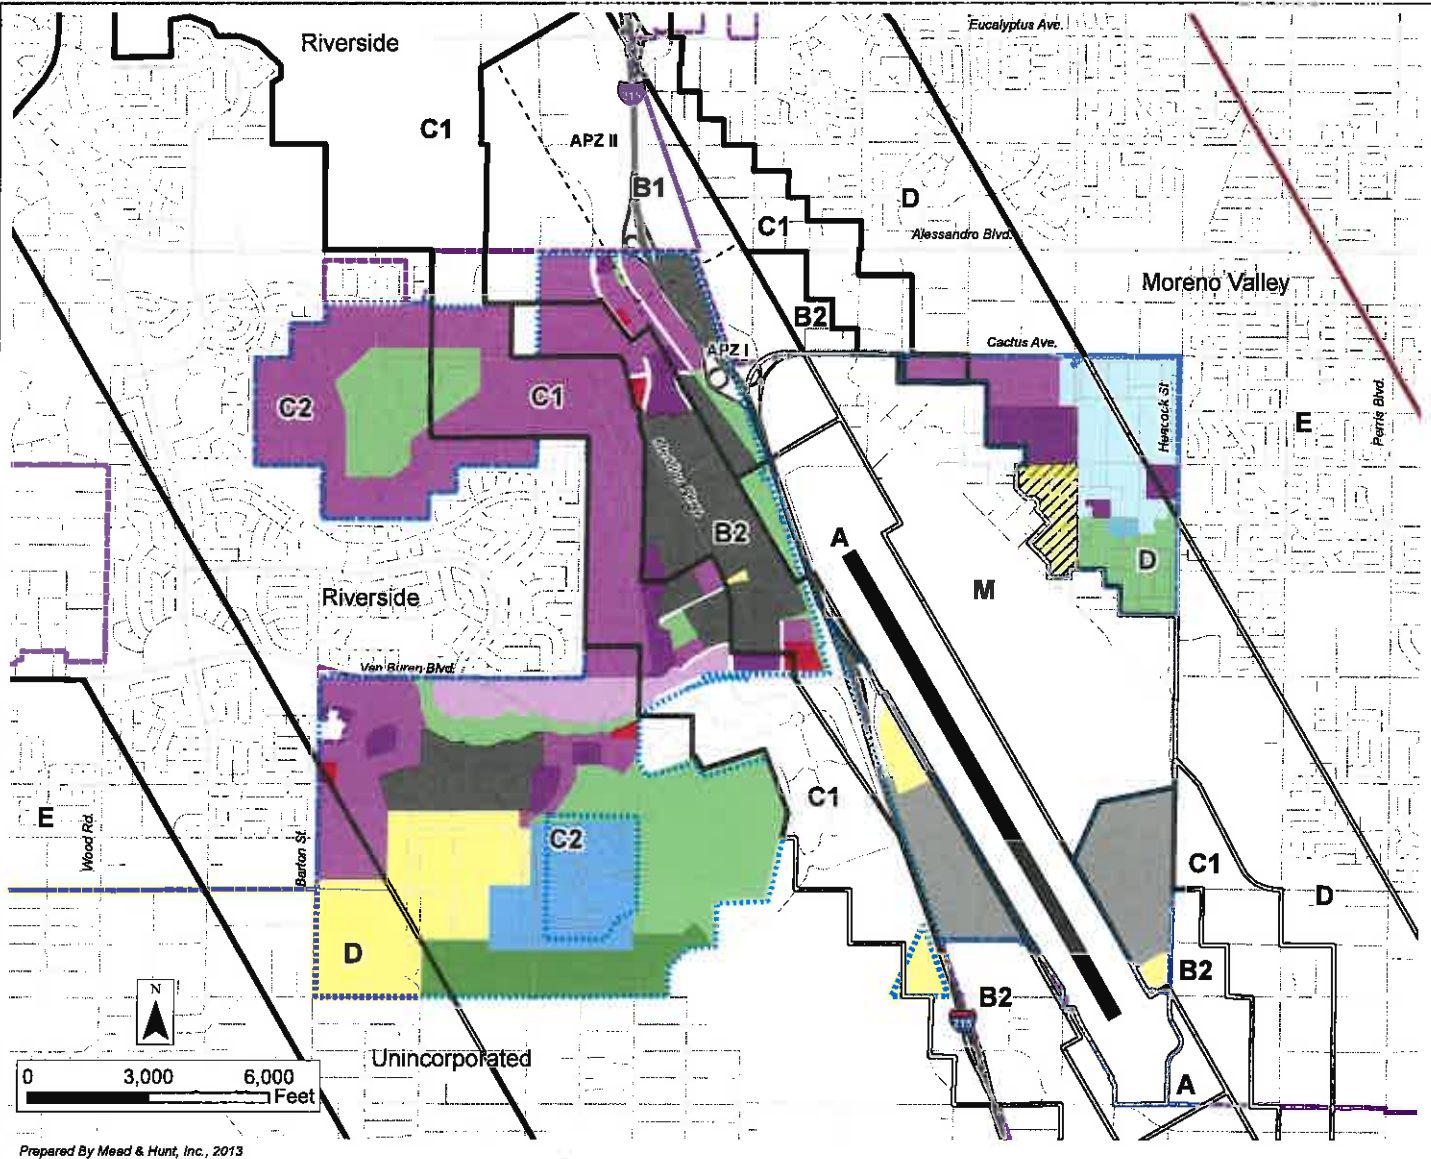 Eucalyptus Ave.
Riverside
215
C1
APZ II
B1
D
C1
Alessandro Blvd.
Moreno Valley
B2
Cactus Ave.
APZ I
C2
C1
Heacock St
Perris Blvd.
E
B2
A
D
M
Riverside
Van Buren Blvd.
C1
E
Wood Rd.
Barton St.
C2
C1
D
D
B2
B2
N
215
Unincorporated
0 3,000 6,000
Feet
A
Prepared By Mead & Hunt, Inc., 2013